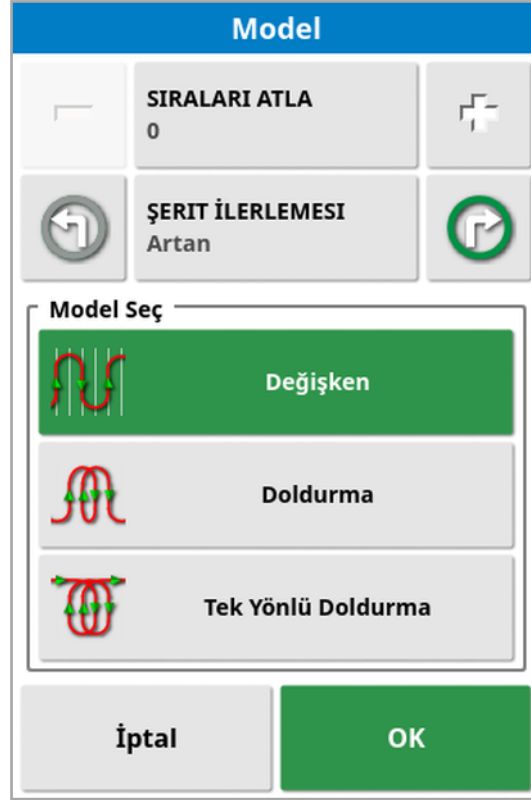 Model
SIRALARI ATLA
0
ŞERIT İLERLEMESI
Artan
Model Seç
Değişken
Doldurma
Tek Yönlü Doldurma
İptal
OK